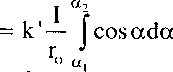 = k' I/r₀ ∫_{α₁}^{α₂} cos α dα